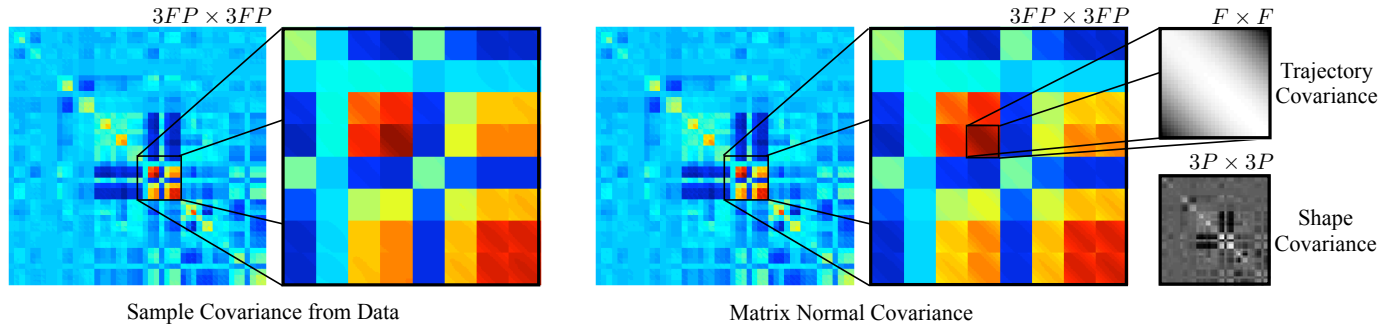 3FP × 3FP
3FP × 3FP
F × F
Trajectory
Covariance
3P × 3P
Shape
Covariance
Sample Covariance from Data
Matrix Normal Covariance